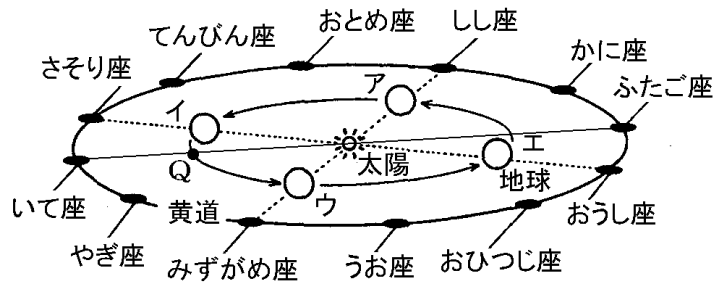 おとめ座
しし座
てんびん座
かに座
さそり座
ア
ふたご座
イ
エ
太陽
Q
地球
ウ
いて座
黄道
おうし座
やぎ座
みずがめ座
うお座
おひつじ座